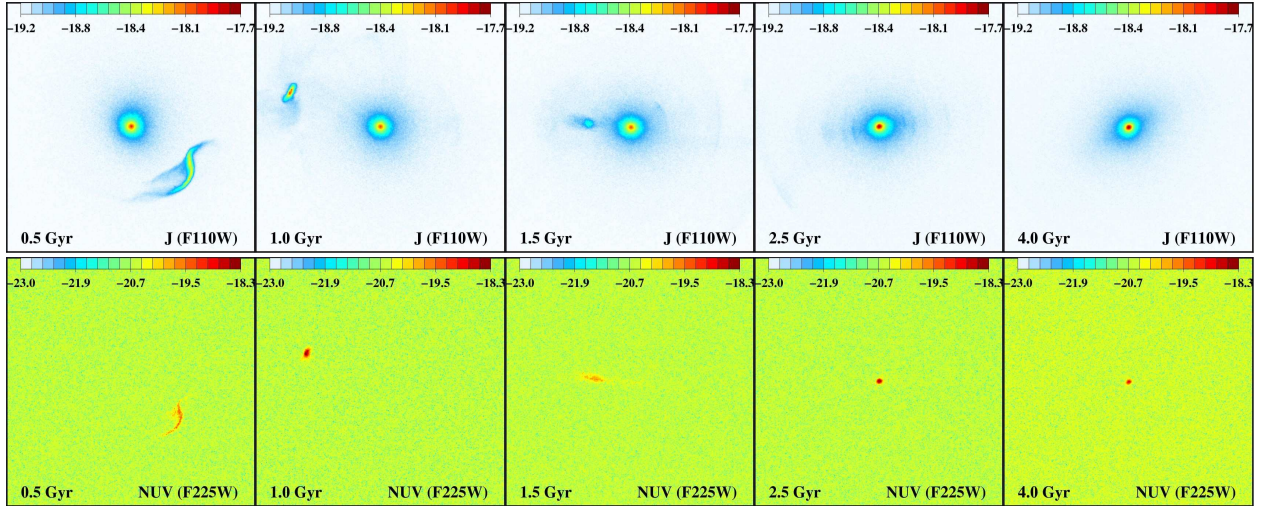 −19.2 −18.8 −18.4 −18.1 −17.7 −19.2 −18.8 −18.4 −18.1 −17.7 −19.2 −18.8 −18.4 −18.1 −17.7 −19.2 −18.8 −18.4 −18.1 −17.7 −19.2 −18.8 −18.4 −18.1 −17.7
0.5 Gyr J (F110W) 1.0 Gyr J (F110W) 1.5 Gyr J (F110W) 2.5 Gyr J (F110W) 4.0 Gyr J (F110W)
−23.0 −21.9 −20.7 −19.5 −18.3 −23.0 −21.9 −20.7 −19.5 −18.3 −23.0 −21.9 −20.7 −19.5 −18.3 −23.0 −21.9 −20.7 −19.5 −18.3 −23.0 −21.9 −20.7 −19.5 −18.3
0.5 Gyr NUV (F225W) 1.0 Gyr NUV (F225W) 1.5 Gyr NUV (F225W) 2.5 Gyr NUV (F225W) 4.0 Gyr NUV (F225W)